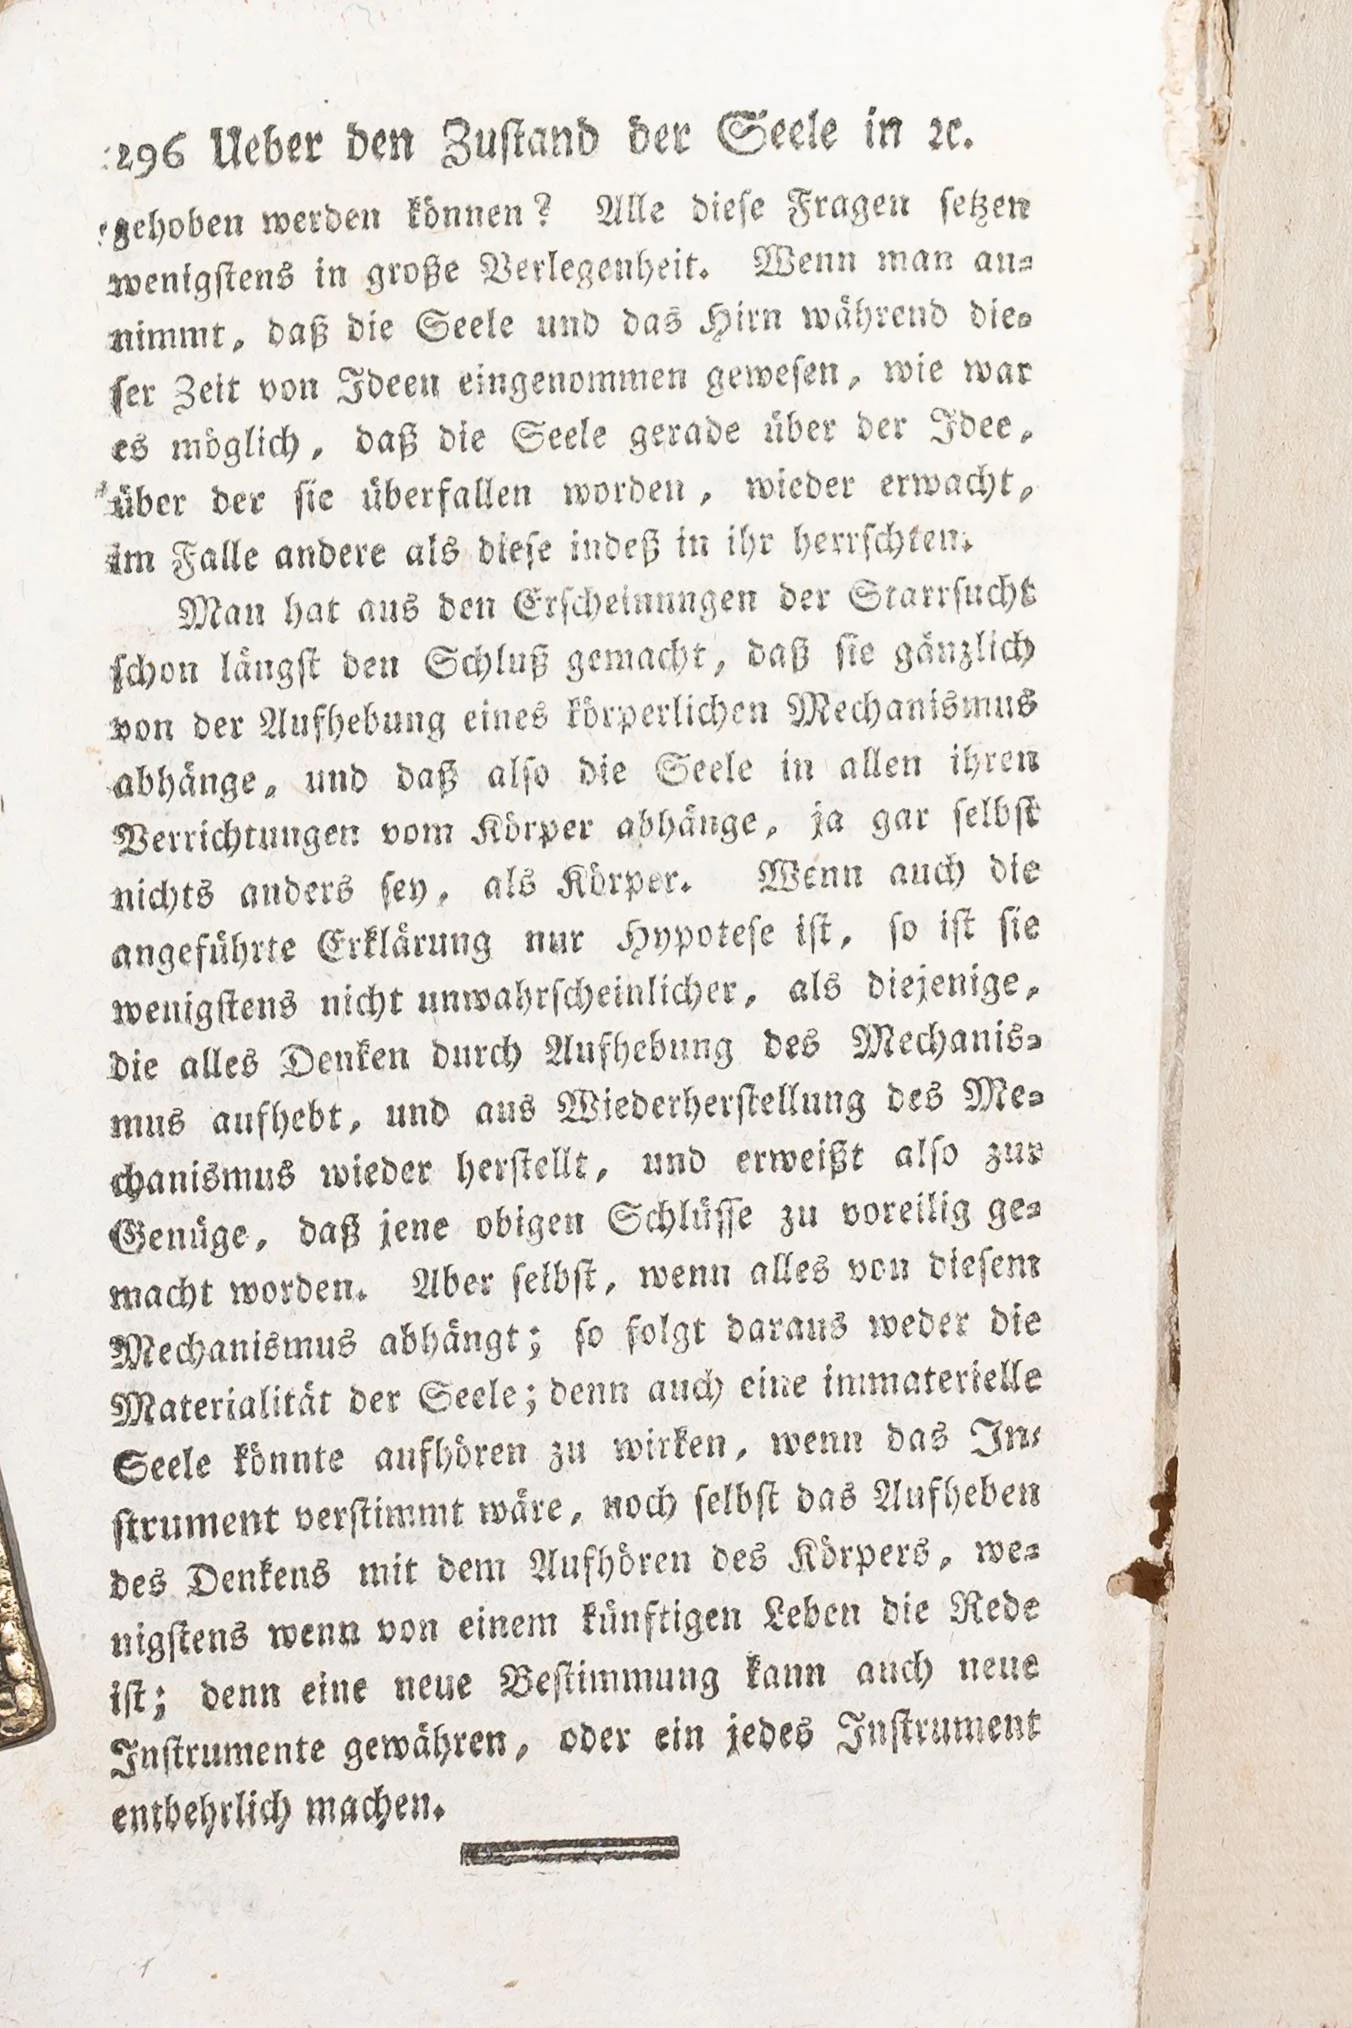 296 Ueber den Zustand der Seele in ꝛc.
gehoben werden können? Alle diese Fragen setzen
wenigstens in große Verlegenheit. Wenn man an-
nimmt, daß die Seele und das Hirn während die-
ser Zeit von Ideen eingenommen gewesen, wie war
es möglich, daß die Seele gerade über der Idee,
über der sie überfallen worden, wieder erwacht,
im Falle andere als diese indeß in ihr herrschten.
Man hat aus den Erscheinungen der Starrsucht
schon längst den Schluß gemacht, daß sie gänzlich
von der Aufhebung eines körperlichen Mechanismus
abhänge, und daß also die Seele in allen ihren
Verrichtungen vom Körper abhänge, ja gar selbst
nichts anders sey, als Körper. Wenn auch die
angeführte Erklärung nur Hypotese ist, so ist sie
wenigstens nicht unwahrscheinlicher, als diejenige,
die alles Denken durch Aufhebung des Mechanis-
mus aufhebt, und aus Wiederherstellung des Me-
chanismus wieder herstellt, und erweißt also zur
Genüge, daß jene obigen Schlüsse zu voreilig ge-
macht worden. Aber selbst, wenn alles von diesem
Mechanismus abhängt; so folgt daraus weder die
Materialität der Seele; denn auch eine immaterielle
Seele könnte aufhören zu wirken, wenn das In-
strument verstimmt wäre, noch selbst das Aufheben
des Denkens mit dem Aufhören des Körpers, we-
nigstens wenn von einem künftigen Leben die Rede
ist; denn eine neue Bestimmung kann auch neue
Instrumente gewähren, oder ein jedes Instrument
entbehrlich machen.